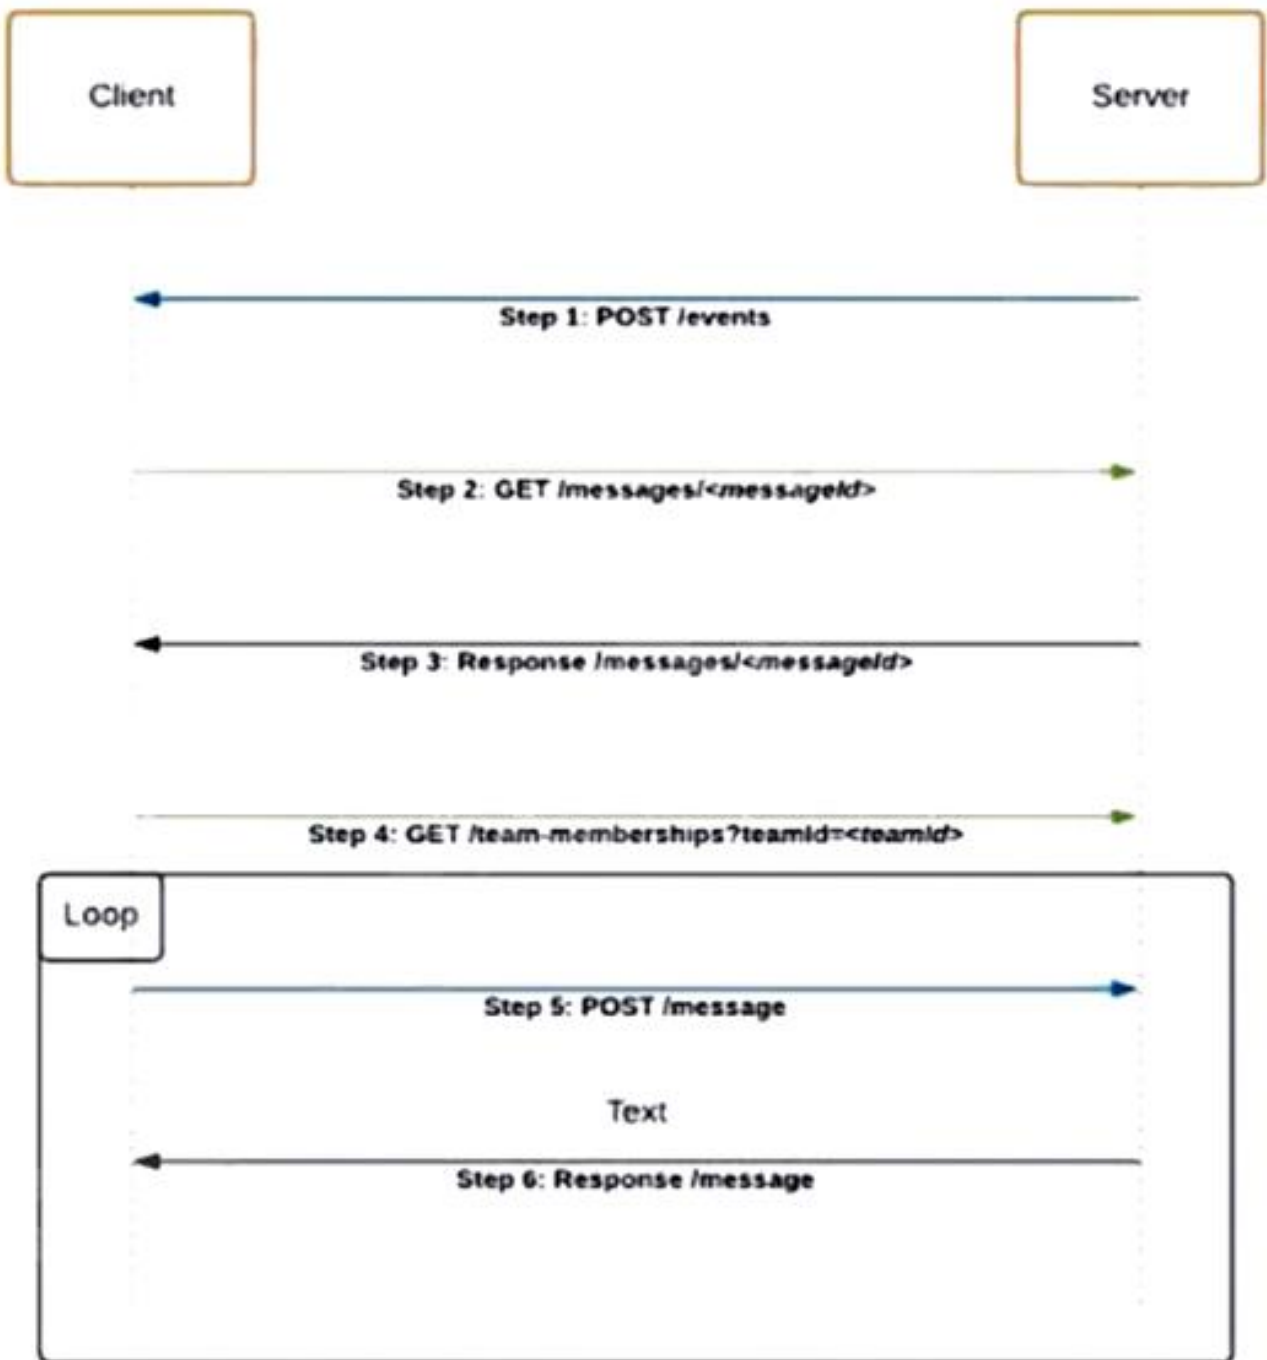 Client
Server
Step 1: POST /events
Step 2: GET /messages/<messageId>
Step 3: Response /messages/<messageId>
Step 4: GET /team-memberships?teamId=<teamId>
Loop
Step 5: POST /message
Text
Step 6: Response /message